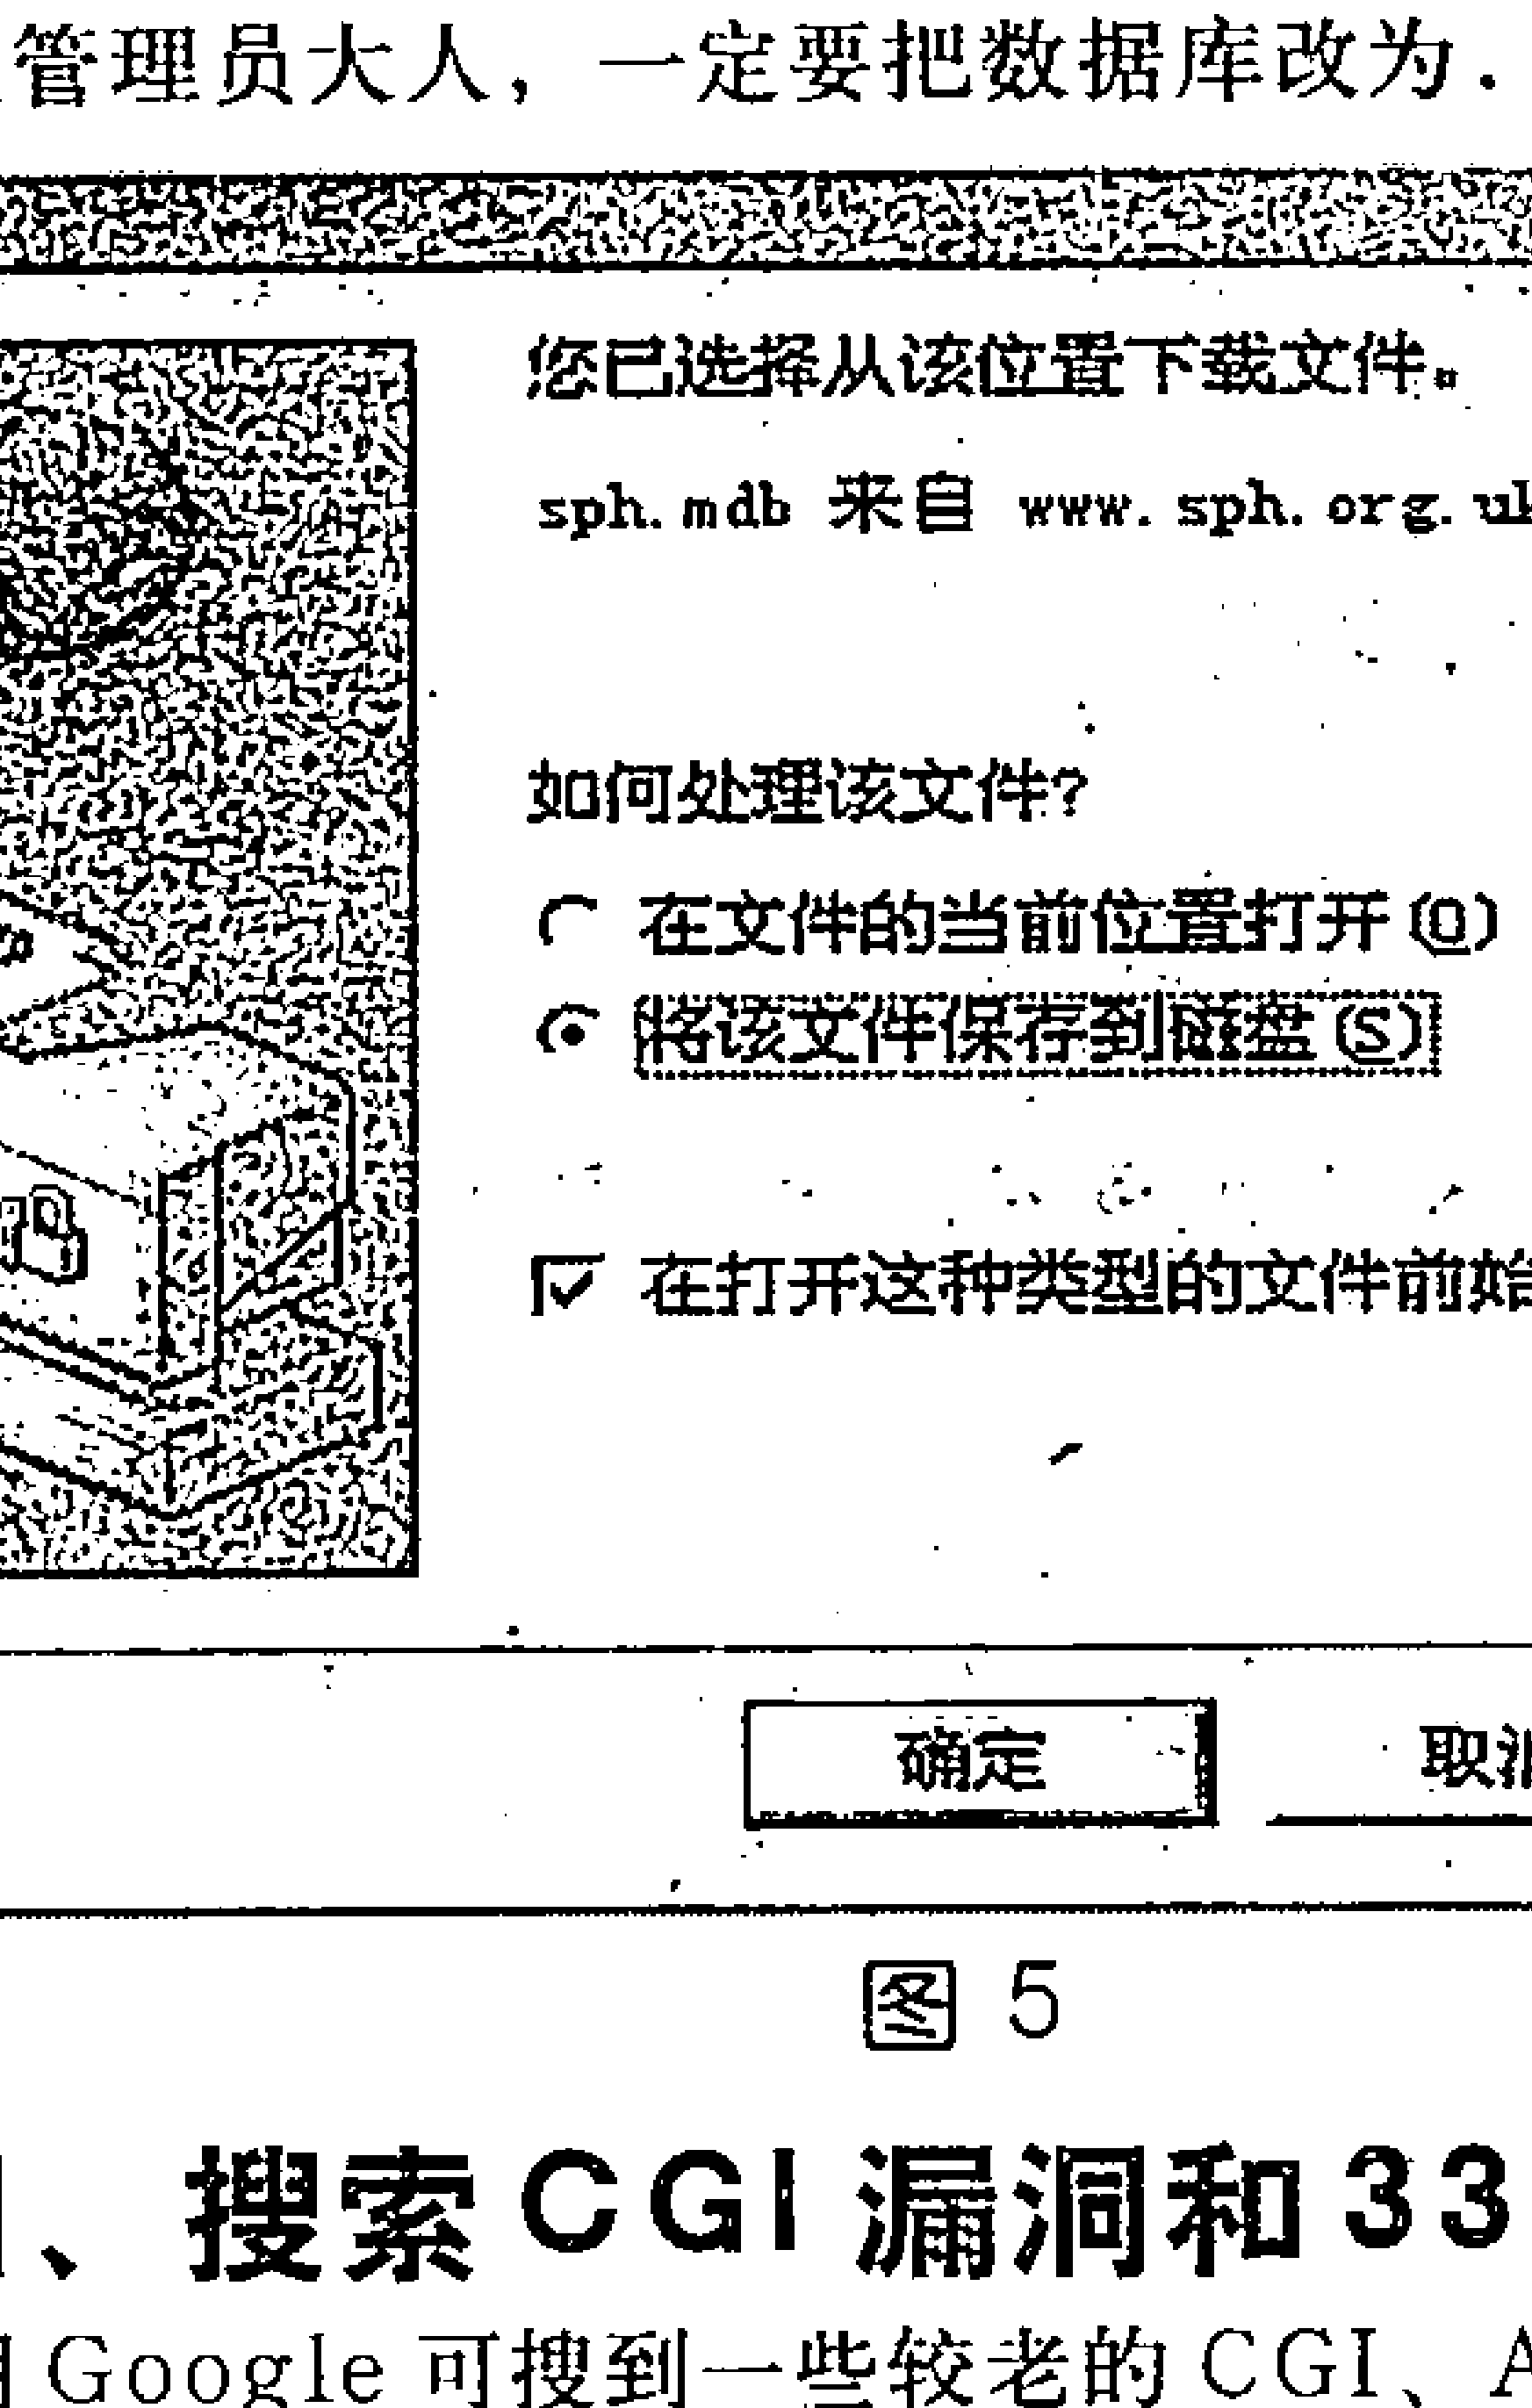 管理员大人，一定要把数据库改为.
您已选择从该位置下载文件。
sph.mdb 来自 www.sph.org.uk
如何处理该文件?
在文件的当前位置打开(O)
将该文件保存到磁盘(S)
在打开这种类型的文件前始
确定
取消
图 5
、搜索CGI漏洞和33
Google 可搜到一些较老的 CGI、A